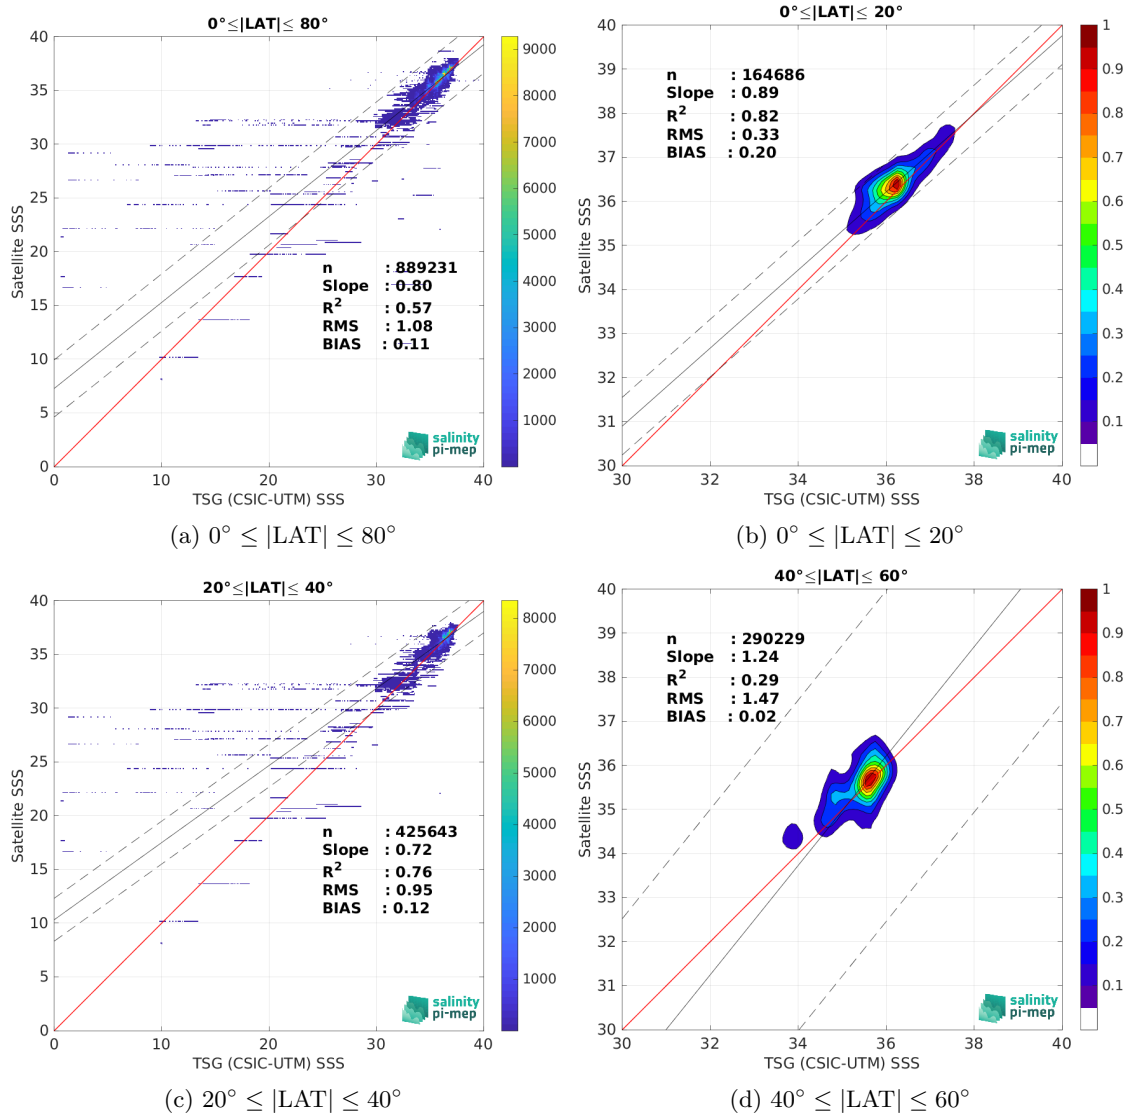 0°≤|LAT|≤ 80°
40
35
30
25
20
15
10
5
0
Satellite SSS
n : 889231
Slope : 0.80
R² : 0.57
RMS : 1.08
BIAS : 0.11
salinity
pi-mep
0 10 20 30 40
TSG (CSIC-UTM) SSS
9000
8000
7000
6000
5000
4000
3000
2000
1000
(a) 0° ≤ |LAT| ≤ 80°
0°≤|LAT|≤ 20°
40
39
38
37
36
35
34
33
32
31
30
Satellite SSS
n : 164686
Slope : 0.89
R² : 0.82
RMS : 0.33
BIAS : 0.20
salinity
pi-mep
30 32 34 36 38 40
TSG (CSIC-UTM) SSS
1
0.9
0.8
0.7
0.6
0.5
0.4
0.3
0.2
0.1
(b) 0° ≤ |LAT| ≤ 20°
20°≤|LAT|≤ 40°
40
35
30
25
20
15
10
5
0
Satellite SSS
n : 425643
Slope : 0.72
R² : 0.76
RMS : 0.95
BIAS : 0.12
salinity
pi-mep
0 10 20 30 40
TSG (CSIC-UTM) SSS
8000
7000
6000
5000
4000
3000
2000
1000
(c) 20° ≤ |LAT| ≤ 40°
40°≤|LAT|≤ 60°
40
39
38
37
36
35
34
33
32
31
30
Satellite SSS
n : 290229
Slope : 1.24
R² : 0.29
RMS : 1.47
BIAS : 0.02
salinity
pi-mep
30 32 34 36 38 40
TSG (CSIC-UTM) SSS
1
0.9
0.8
0.7
0.6
0.5
0.4
0.3
0.2
0.1
(d) 40° ≤ |LAT| ≤ 60°